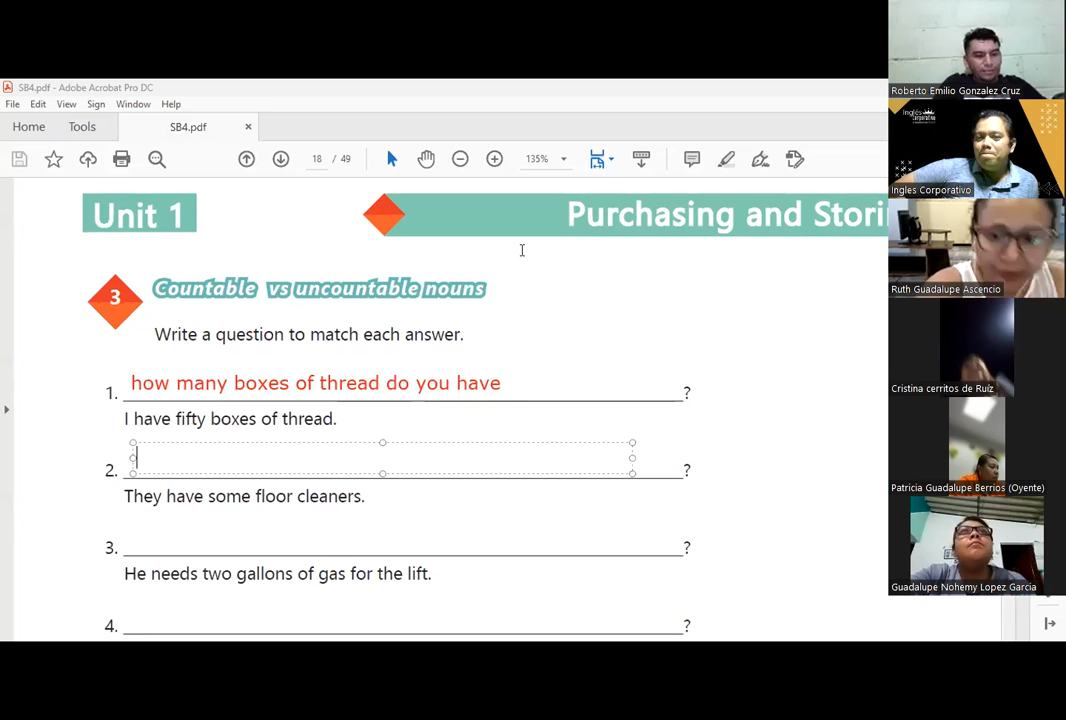 SB4.pdf - Adobe Acrobat Pro DC
File Edit View Sign Window Help
Home Tools SB4.pdf ×
18 / 49 135%
Unit 1
Purchasing and Stori
3 Countable vs uncountable nouns
Write a question to match each answer.
1. how many boxes of thread do you have ?
I have fifty boxes of thread.
2. ?
They have some floor cleaners.
3. ?
He needs two gallons of gas for the lift.
4. ?
Roberto Emilio Gonzalez Cruz
Inglés
corporativo
Ingles Corporativo
Ruth Guadalupe Ascencio
Cristina cerritos de Ruíz
Patricia Guadalupe Berrios (Oyente)
Guadalupe Nohemy Lopez Garcia